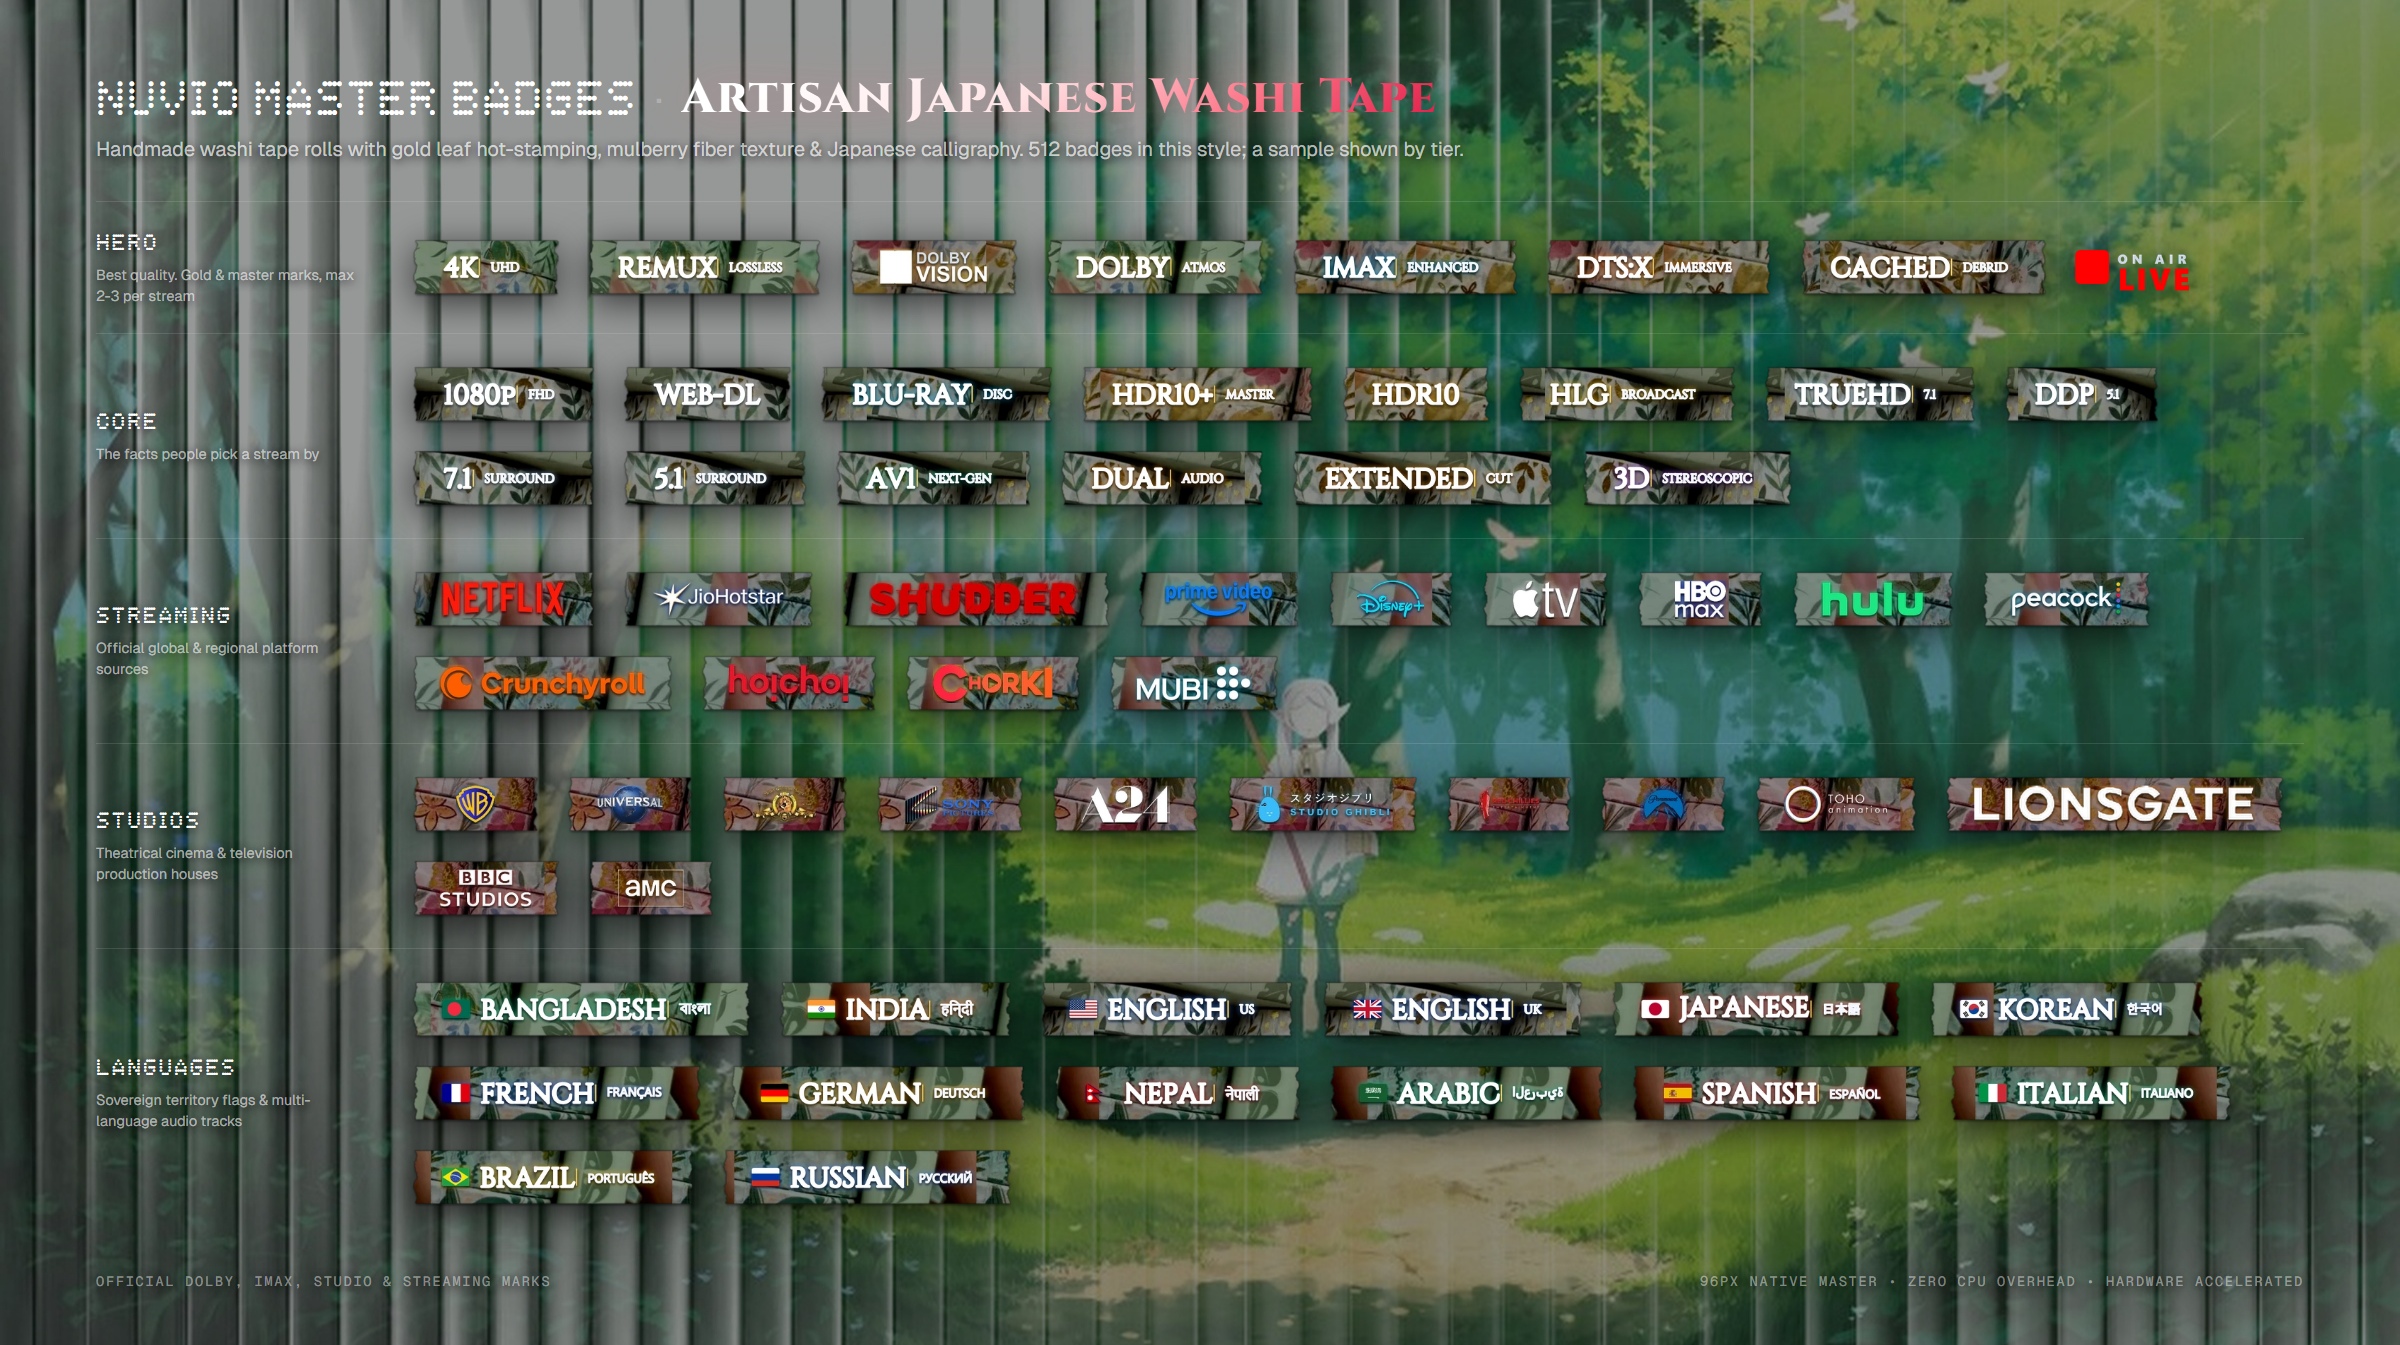 NUVIO MASTER BADGES · ARTISAN JAPANESE WASHI TAPE
Handmade washi tape rolls with gold leaf hot-stamping, mulberry fiber texture & Japanese calligraphy. 512 badges in this style; a sample shown by tier.
HERO
Best quality. Gold & master marks, max
2-3 per stream
4K UHD
REMUX LOSSLESS
DOLBY
VISION
DOLBY ATMOS
IMAX ENHANCED
DTS:X IMMERSIVE
CACHED DEBRID
ON AIR
LIVE
CORE
The facts people pick a stream by
1080P FHD
WEB-DL
BLU-RAY DISC
HDR10+ MASTER
HDR10
HLG BROADCAST
TRUEHD 7.1
DDP 5.1
7.1 SURROUND
5.1 SURROUND
AV1 NEXT-GEN
DUAL AUDIO
EXTENDED CUT
3D STEREOSCOPIC
STREAMING
Official global & regional platform
sources
NETFLIX
JioHotstar
SHUDDER
prime video
Disney+
tv
HBO
max
hulu
peacock
Crunchyroll
hoichoi
CHORKI
MUBI
STUDIOS
Theatrical cinema & television
production houses
WB
UNIVERSAL
SONY
PICTURES
A24
スタジオジブリ
STUDIO GHIBLI
Paramount
TOHO
animation
LIONSGATE
BBC
STUDIOS
aMC
LANGUAGES
Sovereign territory flags & multi-
language audio tracks
BANGLADESH বাংলা
INDIA हिन्दी
ENGLISH US
ENGLISH UK
JAPANESE 日本語
KOREAN 한국어
FRENCH FRANÇAIS
GERMAN DEUTSCH
NEPAL नेपाली
ARABIC العربية
SPANISH ESPAÑOL
ITALIAN ITALIANO
BRAZIL PORTUGUÊS
RUSSIAN РУССКИЙ
OFFICIAL DOLBY, IMAX, STUDIO & STREAMING MARKS
96PX NATIVE MASTER • ZERO CPU OVERHEAD • HARDWARE ACCELERATED